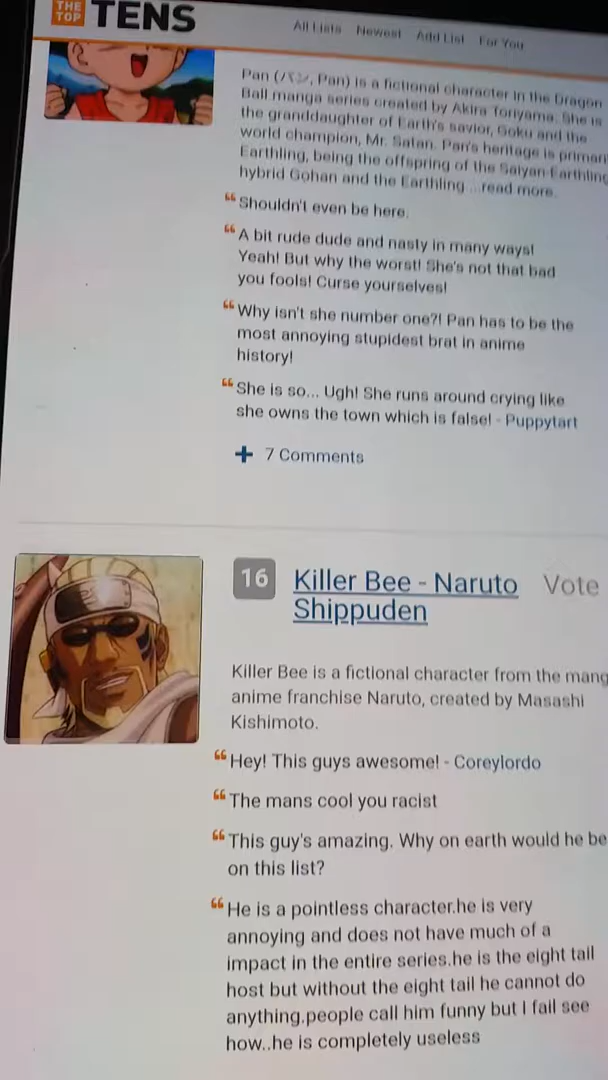 THE TOP TENS
All Lists Newest Add List For You
Pan (パン, Pan) is a fictional character in the Dragon
Ball manga series created by Akira Toriyama. She is
the granddaughter of Earth's savior, Goku and the
world champion, Mr. Satan. Pan's heritage is primari
Earthling, being the offspring of the Saiyan-Earthling
hybrid Gohan and the Earthling ...read more.
“Shouldn't even be here.
“A bit rude dude and nasty in many ways!
Yeah! But why the worst! She's not that bad
you fools! Curse yourselves!
“Why isn't she number one?! Pan has to be the
most annoying stupidest brat in anime
history!
“She is so... Ugh! She runs around crying like
she owns the town which is false! - Puppytart
+ 7 Comments
16 Killer Bee - Naruto Vote
Shippuden
Killer Bee is a fictional character from the mang
anime franchise Naruto, created by Masashi
Kishimoto.
“Hey! This guys awesome! - Coreylordo
“The mans cool you racist
“This guy's amazing. Why on earth would he be
on this list?
“He is a pointless character.he is very
annoying and does not have much of a
impact in the entire series.he is the eight tail
host but without the eight tail he cannot do
anything.people call him funny but I fail see
how..he is completely useless